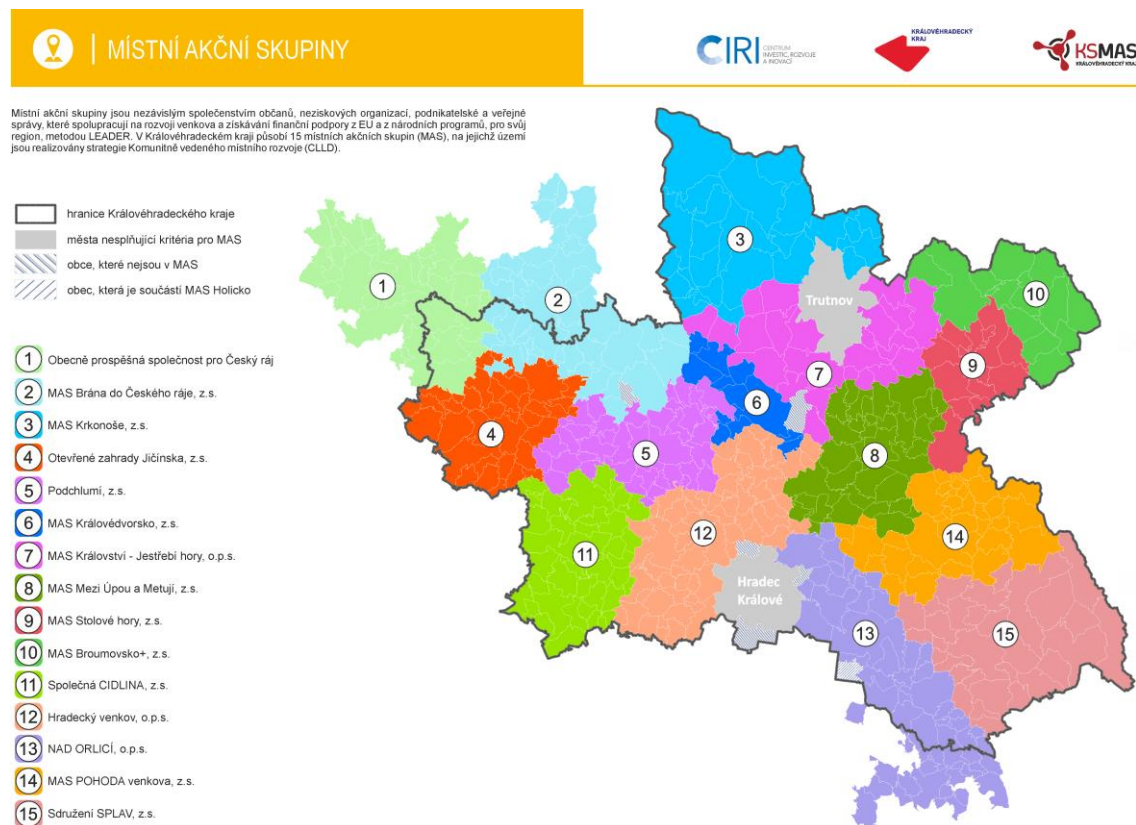 MÍSTNÍ AKČNÍ SKUPINY
CIRI CENTRUM
INVESTIC, ROZVOJE
A INOVACÍ
KRÁLOVÉHRADECKÝ
KRAJ
KSMAS
KRÁLOVÉHRADECKÝ KRAJ
Místní akční skupiny jsou nezávislým společenstvím občanů, neziskových organizací, podnikatelské a veřejné
správy, které spolupracují na rozvoji venkova a získávání finanční podpory z EU a z národních programů, pro svůj
region, metodou LEADER. V Královéhradeckém kraji působí 15 místních akčních skupin (MAS), na jejichž území
jsou realizovány strategie Komunitně vedeného místního rozvoje (CLLD).
hranice Královéhradeckého kraje
města nesplňující kritéria pro MAS
obce, které nejsou v MAS
obec, která je součástí MAS Holicko
1 Obecně prospěšná společnost pro Český ráj
2 MAS Brána do Českého ráje, z.s.
3 MAS Krkonoše, z.s.
4 Otevřené zahrady Jičínska, z.s.
5 Podchlumí, z.s.
6 MAS Královédvorsko, z.s.
7 MAS Království - Jestřebí hory, o.p.s.
8 MAS Mezi Úpou a Metují, z.s.
9 MAS Stolové hory, z.s.
10 MAS Broumovsko+, z.s.
11 Společná CIDLINA, z.s.
12 Hradecký venkov, o.p.s.
13 NAD ORLICÍ, o.p.s.
14 MAS POHODA venkova, z.s.
15 Sdružení SPLAV, z.s.
3
1
10
2
Trutnov
9
7
6
4
5
8
12
14
11
Hradec
Králové
13
15